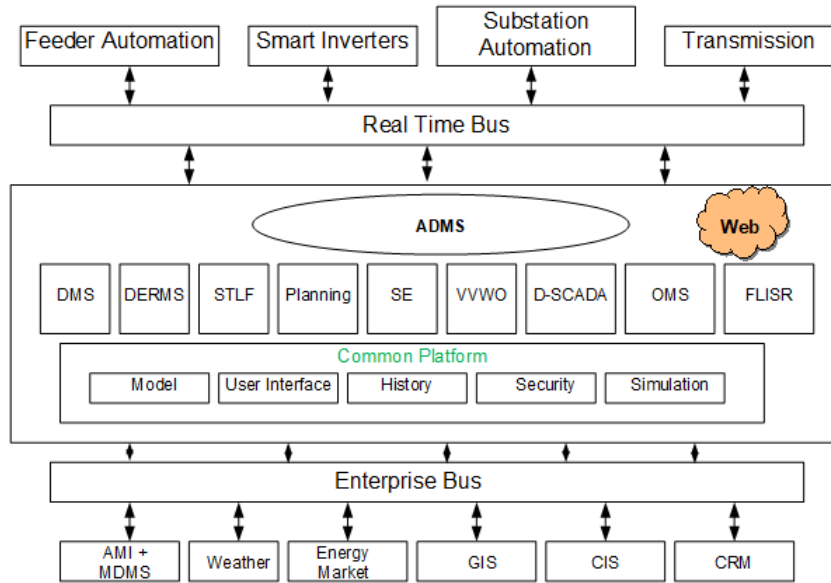 Feeder Automation
Smart Inverters
Substation
Automation
Transmission
Real Time Bus
ADMS
Web
DMS
DERMS
STLF
Planning
SE
VVWO
D-SCADA
OMS
FLISR
Common Platform
Model
User Interface
History
Security
Simulation
Enterprise Bus
AMI +
MDMS
Weather
Energy
Market
GIS
CIS
CRM